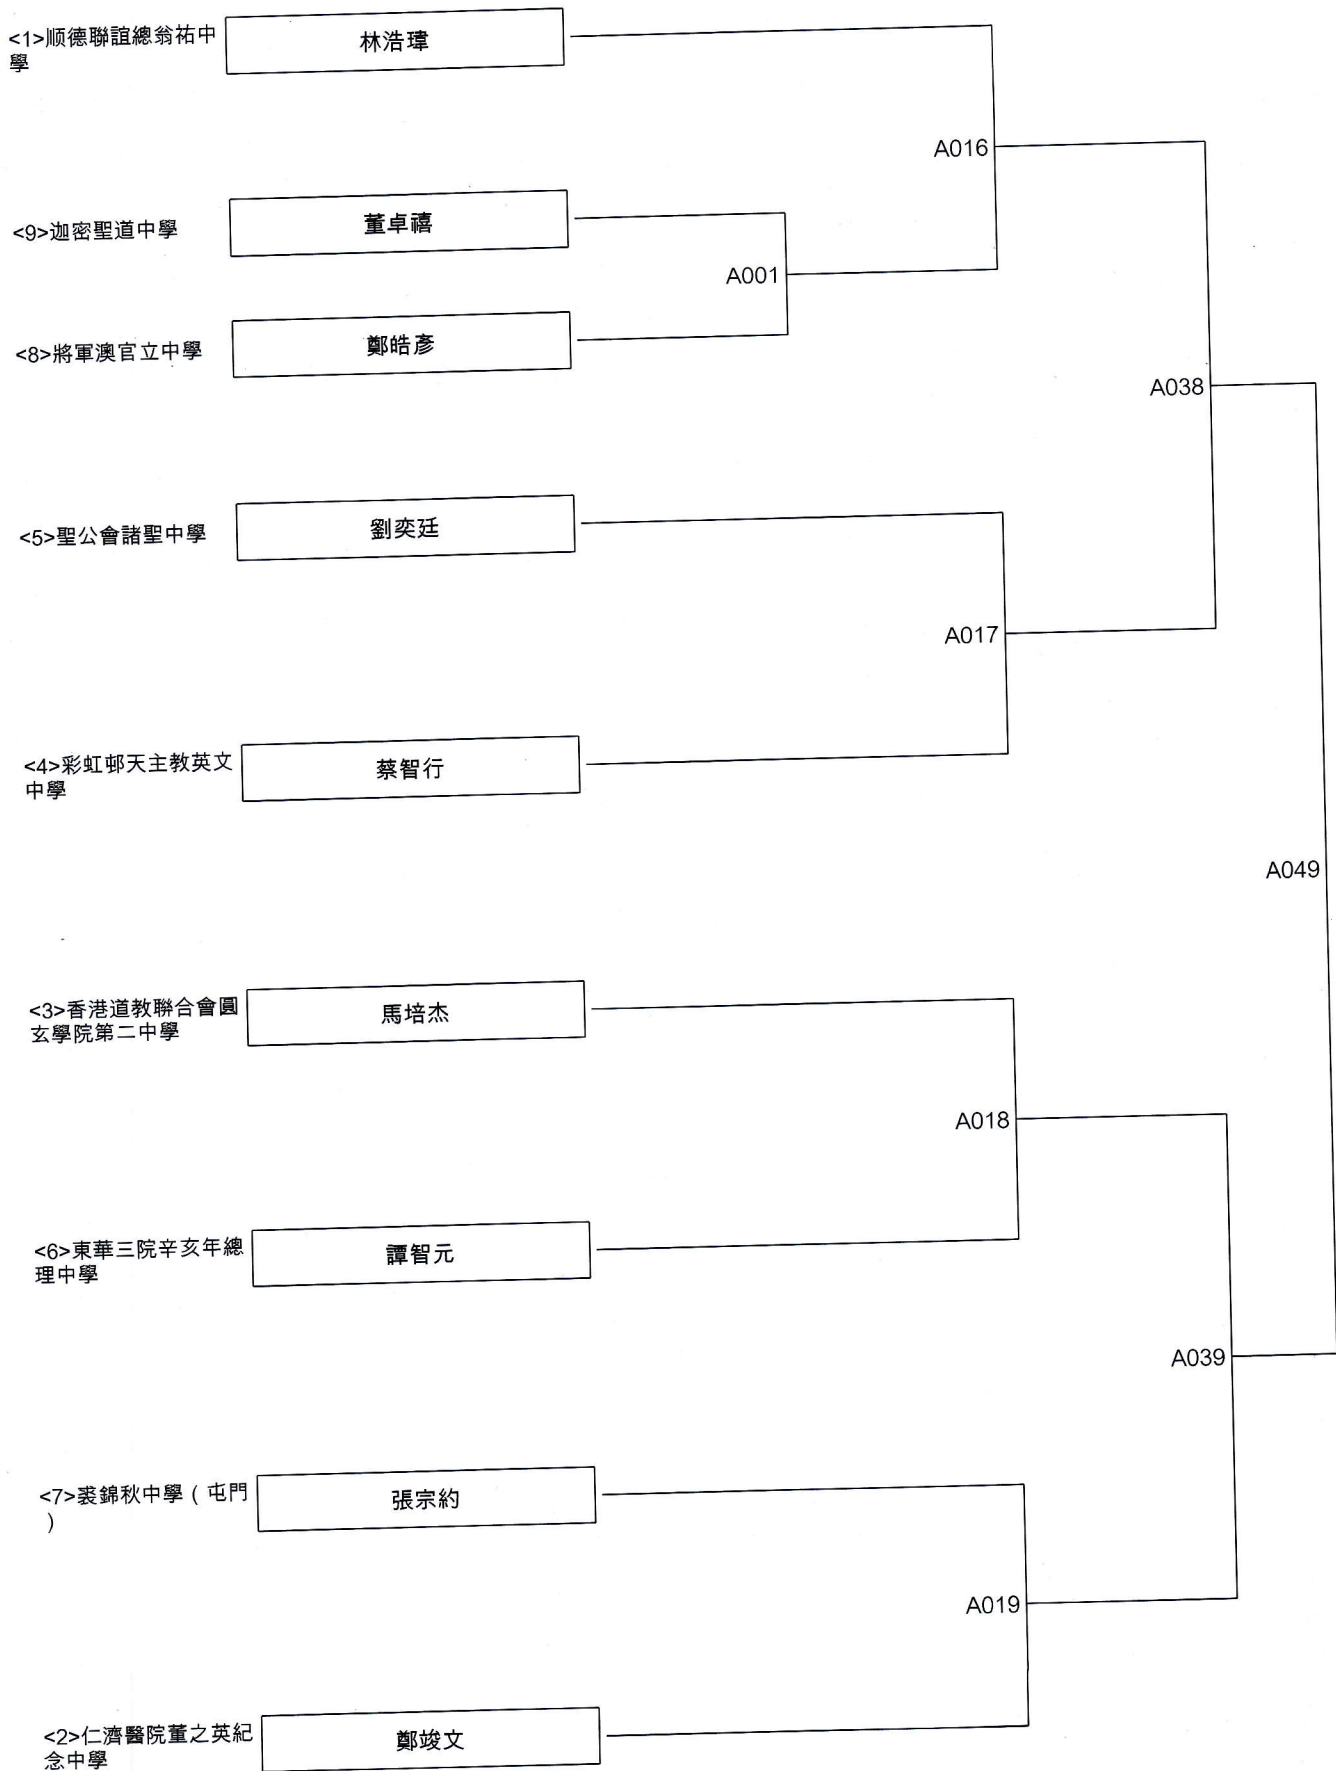 <1>顺德聯誼總翁祐中
學
林浩瑋
A016
<9>迦密聖道中學
董卓禧
A001
<8>將軍澳官立中學
鄭皓彥
A038
<5>聖公會諸聖中學
劉奕廷
A017
<4>彩虹邨天主教英文
中學
蔡智行
A049
<3>香港道教聯合會圓
玄學院第二中學
馬培杰
A018
<6>東華三院辛亥年總
理中學
譚智元
A039
<7>裘錦秋中學（屯門
）
張宗約
A019
<2>仁濟醫院董之英紀
念中學
鄭竣文